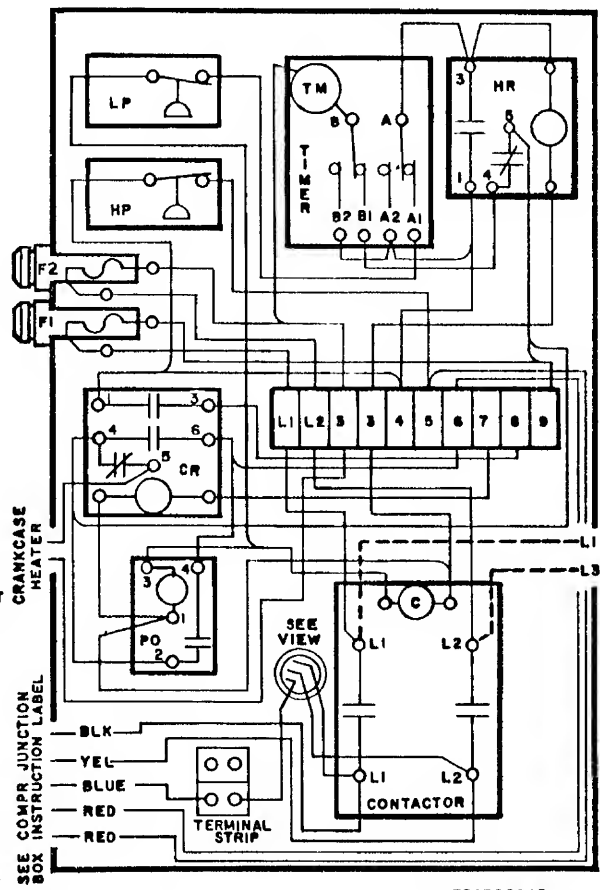 LP
HP
F2
F1
TM
B A
TIMER
B2 B1 A2 A1
3 HR
5
1 4
L1 L2 3 3 4 5 6 7 8 9
1 3
4 6
5 CR
CRANKCASE
HEATER
3 4
1
PO
2
L1
L3
C
SEE
VIEW
L1 L2
L1 L2
CONTACTOR
TERMINAL
STRIP
BLK
YEL
BLUE
RED
RED
SEE COMPR JUNCTION
BOX INSTRUCTION LABEL